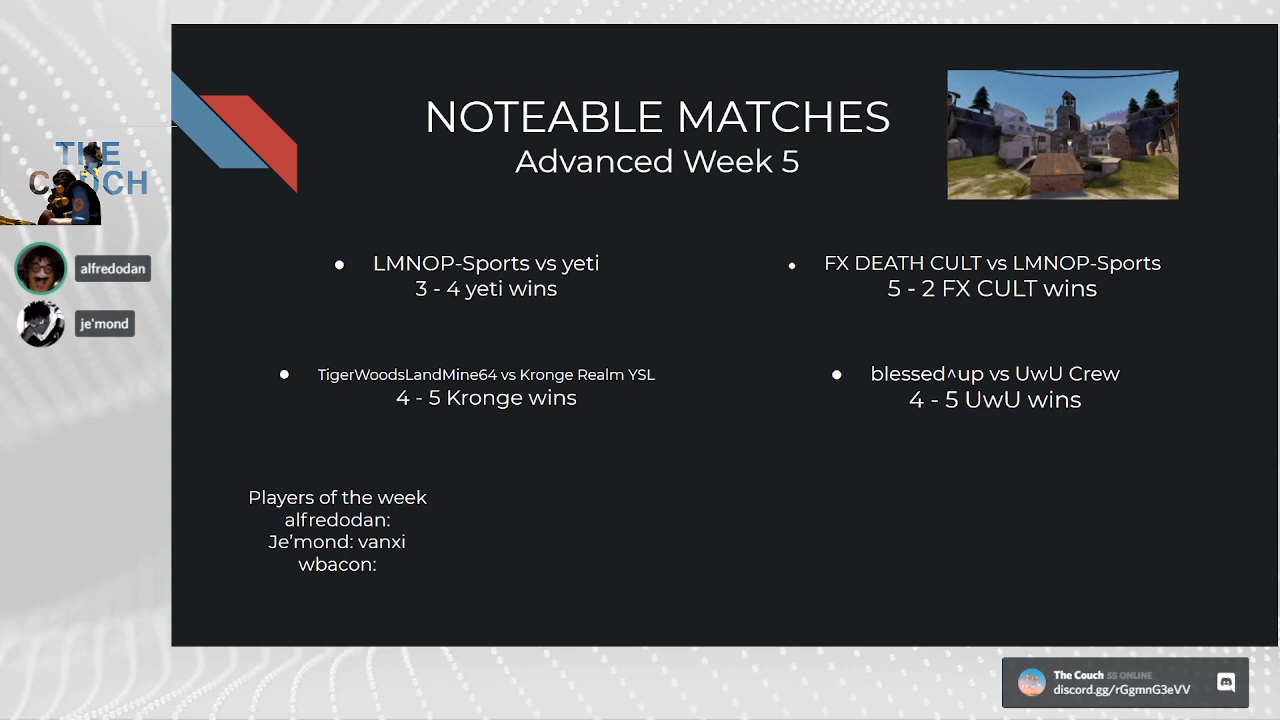 NOTEABLE MATCHES
Advanced Week 5
THE
COUCH
alfredodan
je'mond
LMNOP-Sports vs yeti
3 - 4 yeti wins
FX DEATH CULT vs LMNOP-Sports
5 - 2 FX CULT wins
TigerWoodsLandMine64 vs Kronge Realm YSL
4 - 5 Kronge wins
blessed^up vs UwU Crew
4 - 5 UwU wins
Players of the week
alfredodan:
Je’mond: vanxi
wbacon:
The Couch 55 ONLINE
discord.gg/rGgmnG3eVV